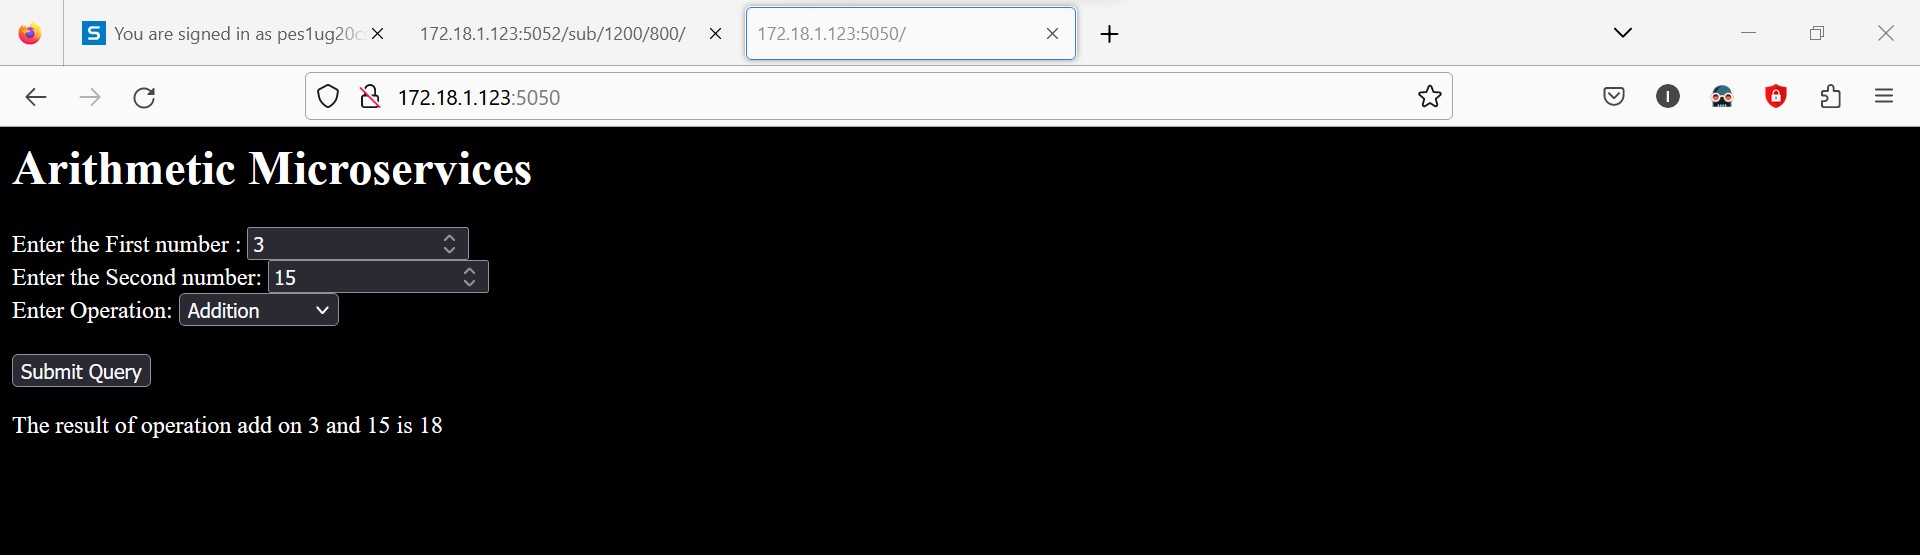 S You are signed in as pes1ug20c
172.18.1.123:5052/sub/1200/800/
172.18.1.123:5050/
172.18.1.123:5050
Arithmetic Microservices
Enter the First number : 3
Enter the Second number: 15
Enter Operation: Addition
Submit Query
The result of operation add on 3 and 15 is 18